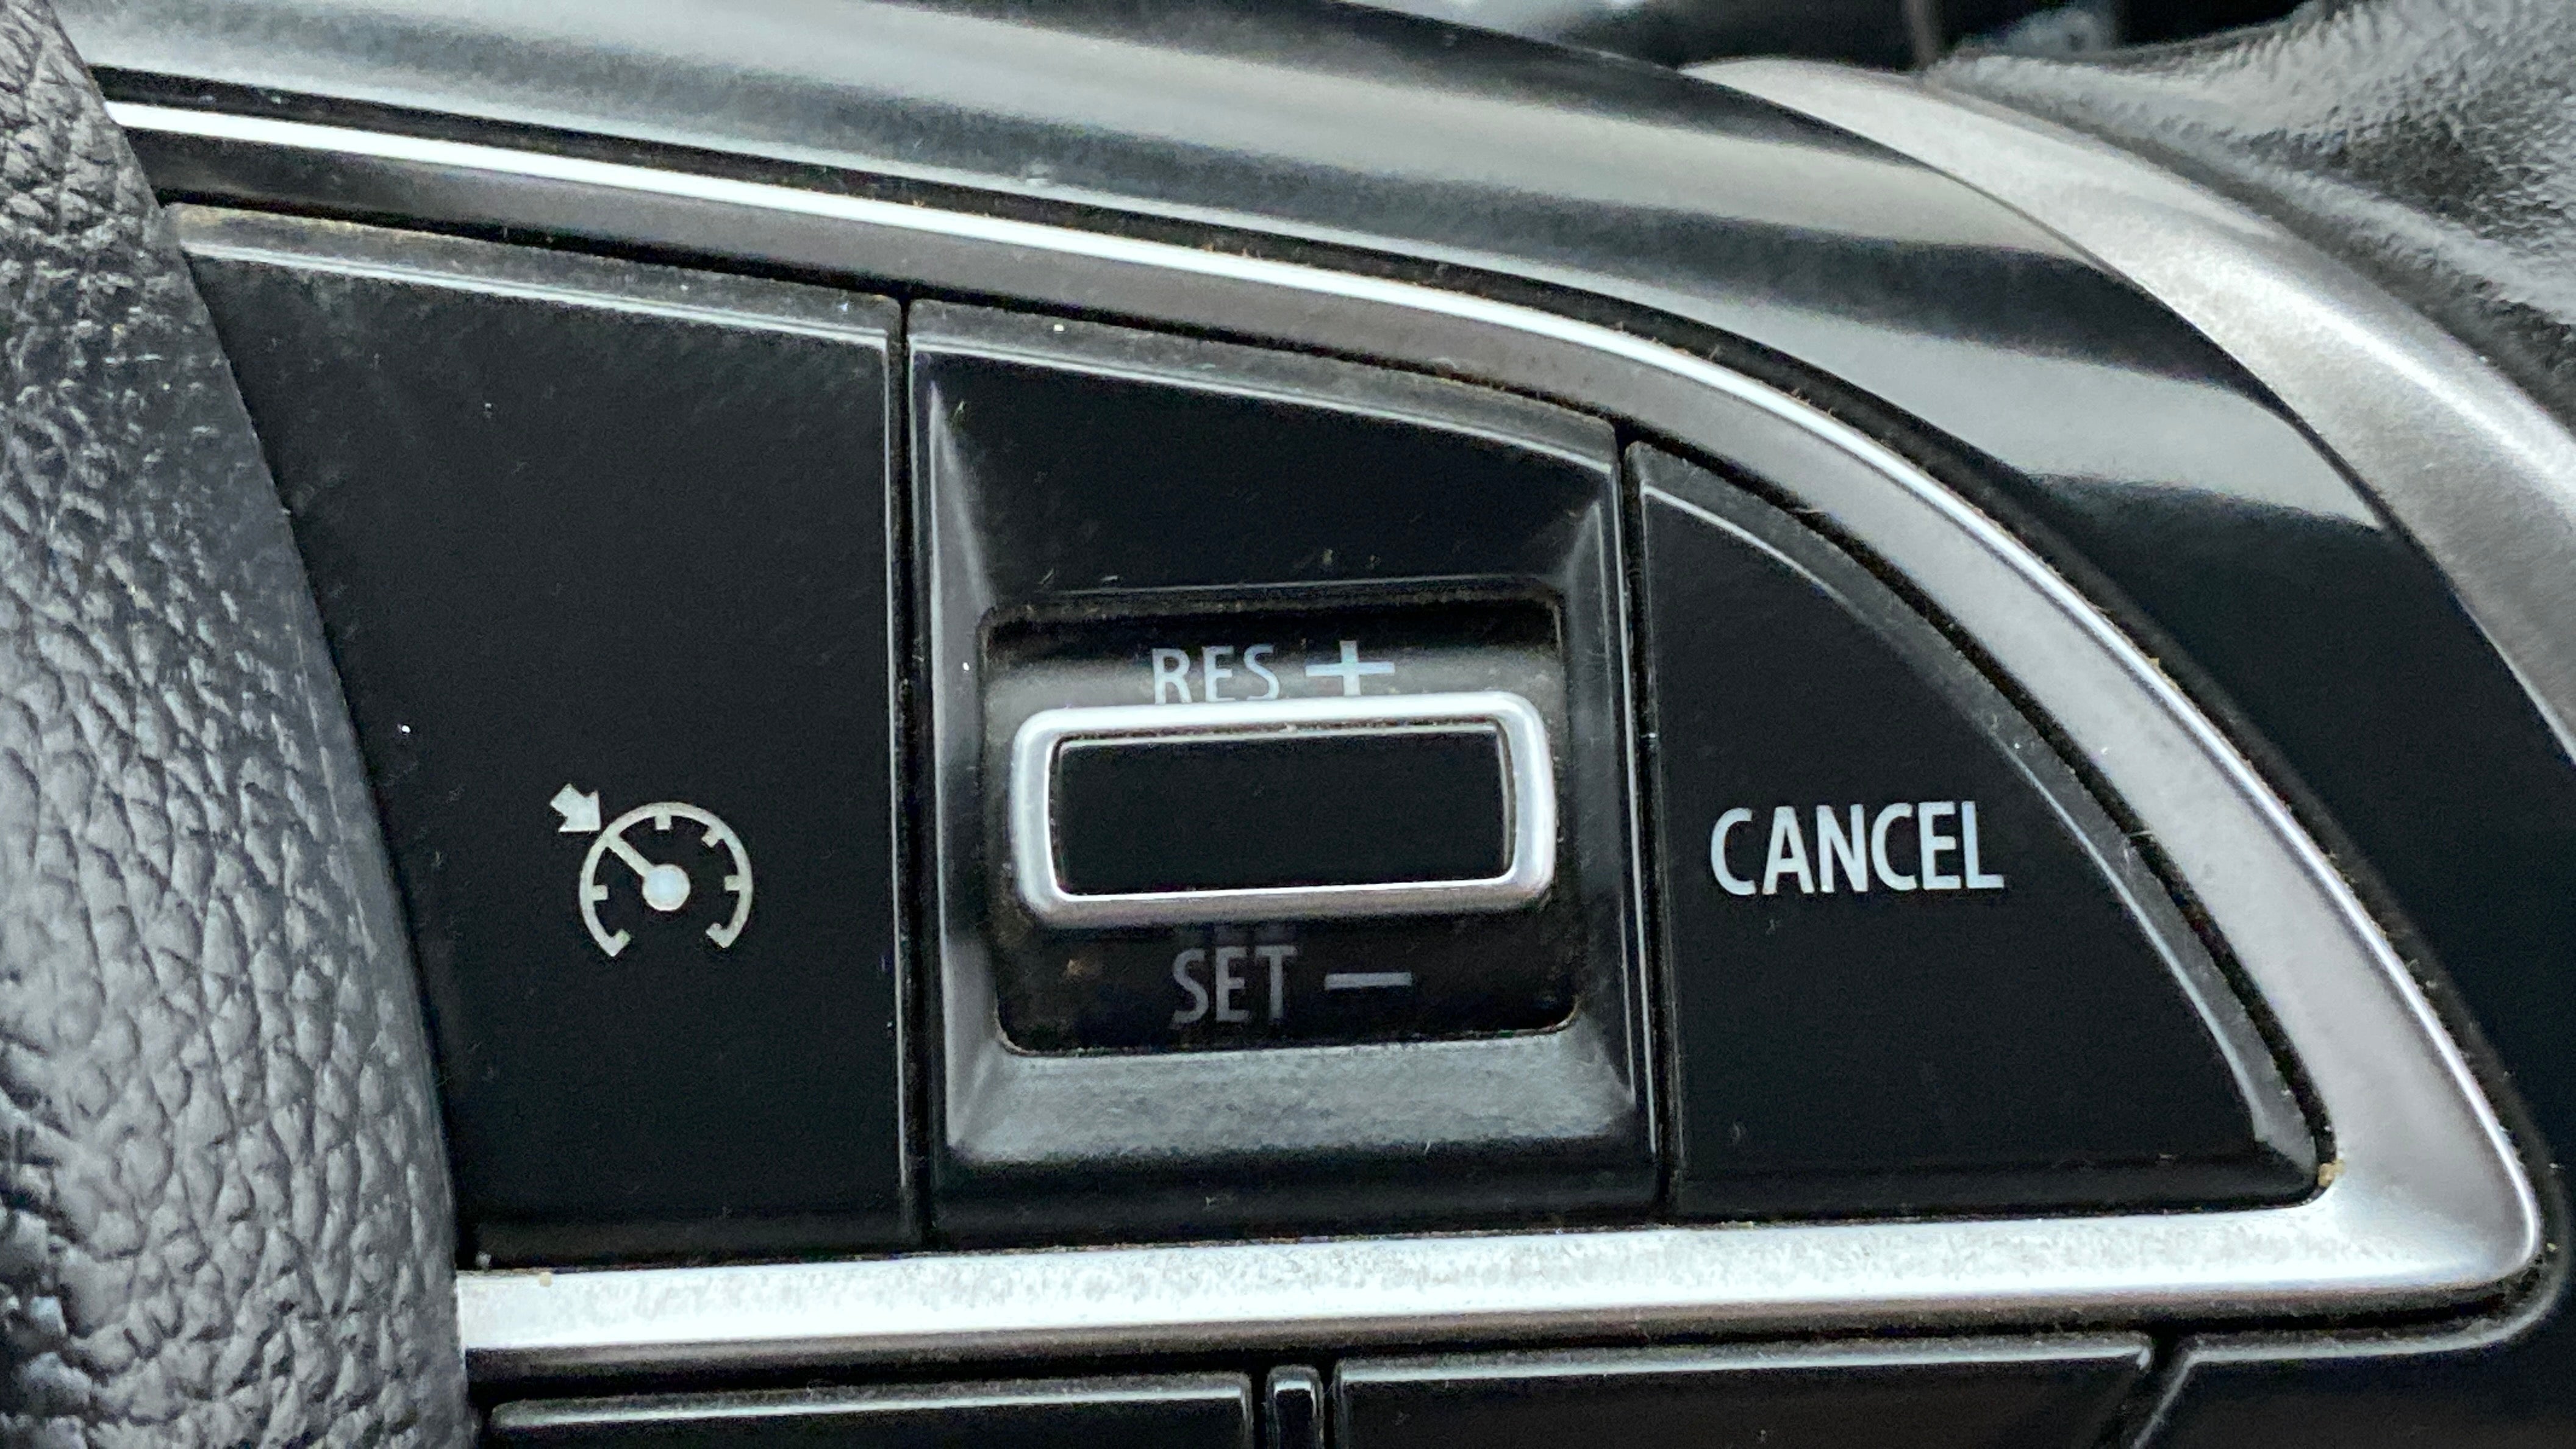 RES +
CANCEL
SET –